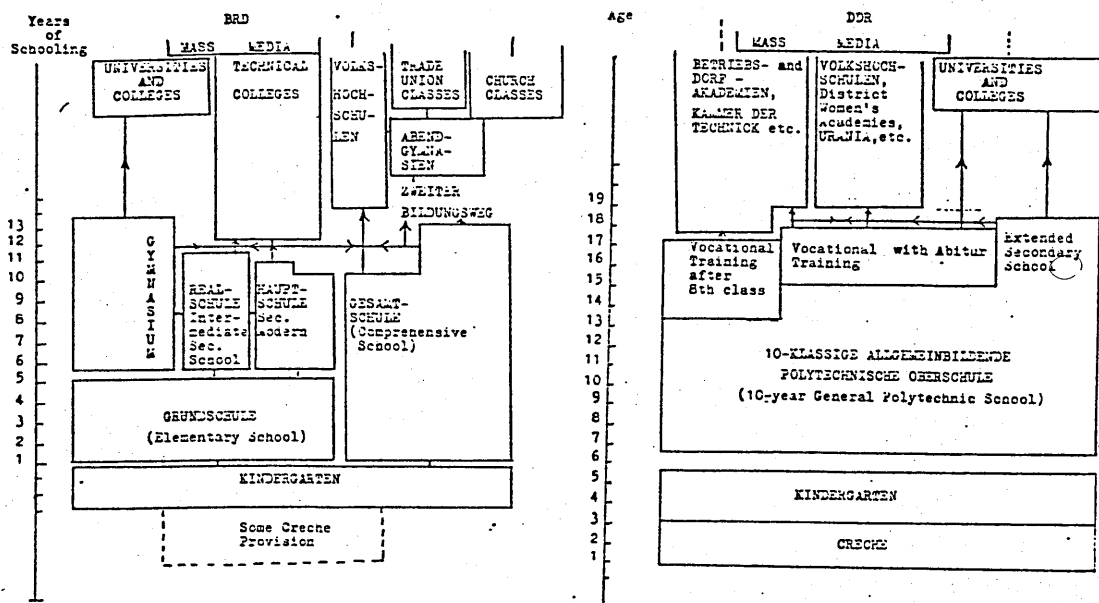 Years
of
Schooling
BRD
MASS MEDIA
UNIVERSITIES
AND
COLLEGES
TECHNICAL
COLLEGES
VOLKS-
HOCH-
SCHU-
LEN
TRADE
UNION
CLASSES
CHURCH
CLASSES
ABEND-
GYMNA-
SIEN
ZWEITER
BILDUNGSWEG
13
12
11
10
9
8
7
6
5
4
3
2
1
GYMNASIUM
REAL-
SCHULE
Inter-
mediate
Sec.
School
HAUPT-
SCHULE
Sec.
Modern
GESAMT-
SCHULE
(Comprehensive
School)
GRUNDSCHULE
(Elementary School)
KINDERGARTEN
Some Creche
Provision
Age
DDR
MASS MEDIA
BETRIEBS- and
DORF-
AKADEMIEN,
KAMMER DER
TECHNICK etc.
VOLKSHOCH-
SCHULEN,
District
Women's
Academies,
URANIA, etc.
UNIVERSITIES
AND
COLLEGES
19
18
17
16
15
14
13
12
11
10
9
8
7
6
5
4
3
2
1
Vocational
Training
after
8th class
Vocational with Abitur
Training
Extended
Secondary
School
10-KLASSIGE ALLGEMEINBILDENDE
POLYTECHNISCHE OBERSCHULE
(10-year General Polytechnic School)
KINDERGARTEN
CRECHE